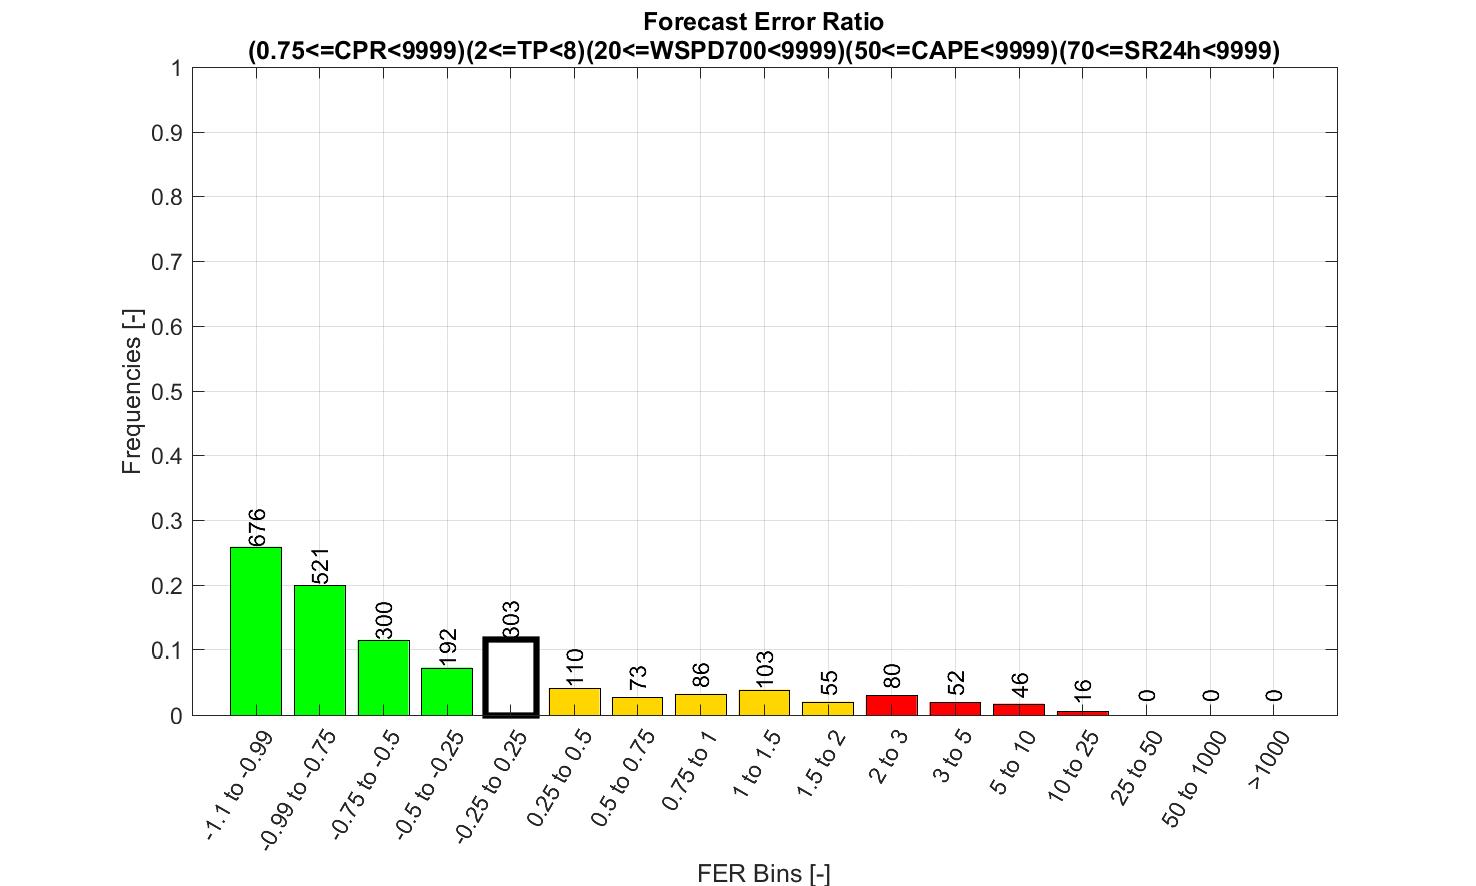 Forecast Error Ratio
(0.75<=CPR<9999)(2<=TP<8)(20<=WSPD700<9999)(50<=CAPE<9999)(70<=SR24h<9999)
Frequencies [-]
1
0.9
0.8
0.7
0.6
0.5
0.4
0.3
0.2
0.1
0
676
521
300
192
303
110
73
86
103
55
80
52
46
16
0
0
0
-1.1 to -0.99
-0.99 to -0.75
-0.75 to -0.5
-0.5 to -0.25
-0.25 to 0.25
0.25 to 0.5
0.5 to 0.75
0.75 to 1
1 to 1.5
1.5 to 2
2 to 3
3 to 5
5 to 10
10 to 25
25 to 50
50 to 1000
>1000
FER Bins [-]